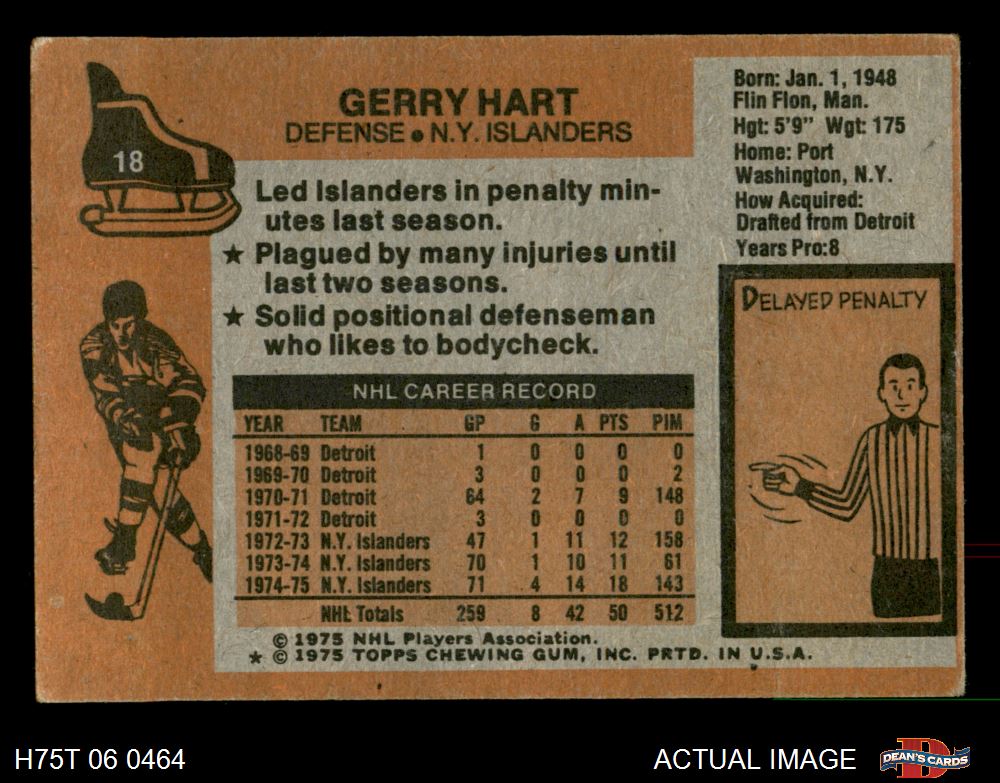 18
GERRY HART
DEFENSE • N.Y. ISLANDERS
Led Islanders in penalty min-
utes last season.
★ Plagued by many injuries until
last two seasons.
★ Solid positional defenseman
who likes to bodycheck.
NHL CAREER RECORD
YEAR TEAM GP G A PTS PIM
1968-69 Detroit 1 0 0 0 0
1969-70 Detroit 3 0 0 0 2
1970-71 Detroit 64 2 7 9 148
1971-72 Detroit 3 0 0 0 0
1972-73 N.Y. Islanders 47 1 11 12 158
1973-74 N.Y. Islanders 70 1 10 11 61
1974-75 N.Y. Islanders 71 4 14 18 143
NHL Totals 259 8 42 50 512
© 1975 NHL Players Association.
★ © 1975 TOPPS CHEWING GUM, INC. PRTD. IN U.S.A.
Born: Jan. 1, 1948
Flin Flon, Man.
Hgt: 5'9" Wgt: 175
Home: Port
Washington, N.Y.
How Acquired:
Drafted from Detroit
Years Pro:8
DELAYED PENALTY
H75T 06 0464
ACTUAL IMAGE
D
DEAN'S CARDS